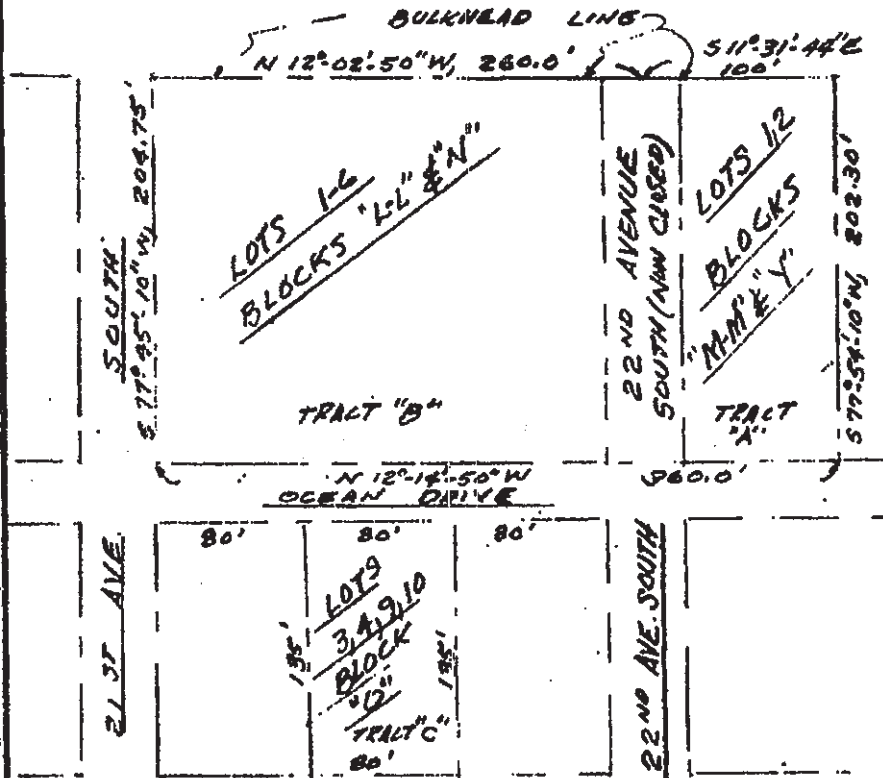 BULKHEAD LINE
N 12°-02'-50" W, 260.0'
S 11°-31'-44" E
100'
SOUTH
S 77°-45'-10" W, 204.75'
LOTS 1-6
BLOCKS "L-L" & "N"
TRACT "B"
22ND AVENUE
SOUTH (NOW CLOSED)
LOTS 1,2
BLOCKS
"M-M" & "Y"
TRACT
"A"
S 77°-54'-10" W, 202.30'
N 12°-14'-50" W
360.0'
OCEAN DRIVE
21ST AVE.
80'
80'
80'
LOTS
3,4,9,10
BLOCK
"O"
TRACT "C"
135'
135'
80'
22ND AVE. SOUTH